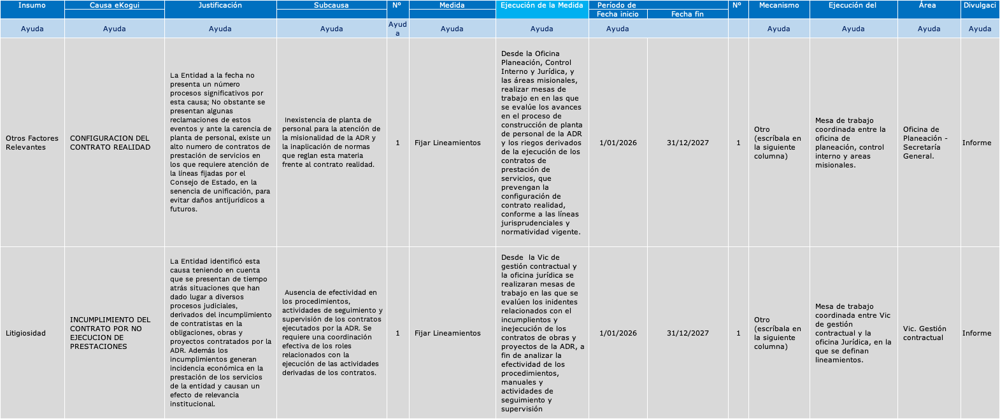 Insumo
Causa eKogui
Justificación
Subcausa
Nº
Medida
Ejecución de la Medida
Período de
Fecha inicio
Fecha fin
Nº
Mecanismo
Ejecución del
Área
Divulgaci
Ayuda
Ayuda
Ayuda
Ayuda
Ayud
a
Ayuda
Ayuda
Ayuda
Ayuda
Ayuda
Ayuda
Ayuda
Otros Factores
Relevantes
CONFIGURACION DEL
CONTRATO REALIDAD
La Entidad a la fecha no
presenta un número
procesos significativos por
esta causa; No obstante se
presentan algunas
reclamaciones de estos
eventos y ante la carencia de
planta de personal, existe un
alto numero de contratos de
prestación de servicios en
los que requiere atención de
la líneas fijadas por el
Consejo de Estado, en la
senencia de unificación, para
evitar daños antijurídicos a
futuros.
Inexistencia de planta de
personal para la atención de
la misionalidad de la ADR y
la inaplicación de normas
que reglan esta materia
frente al contrato realidad.
1
Fijar Lineamientos
Desde la Oficina
Planeación, Control
Interno y Jurídica, y
las áreas misionales,
realizar mesas de
trabajo en en las que
se evalúe los avances
en el proceso de
construcción de planta
de personal de la ADR
y los riegos derivados
de la ejecución de los
contratos de
prestación de
servicios, que
prevengan la
configuración de
contrato realidad,
conforme a las líneas
jurisprudenciales y
normatividad vigente.
1/01/2026
31/12/2027
1
Otro
(escríbala en
la siguiente
columna)
Mesa de trabajo
coordinada entre la
oficina de
planeación, control
interno y areas
misionales.
Oficina de
Planeación -
Secretaría
General.
Informe
Litigiosidad
INCUMPLIMIENTO DEL
CONTRATO POR NO
EJECUCION DE
PRESTACIONES
La Entidad identificó esta
causa teniendo en cuenta
que se presentan de tiempo
atrás situaciones que han
dado lugar a diversos
procesos judiciales,
derivados del incumplimiento
de contratistas en la
obligaciones, obras y
proyectos contratados por la
ADR. Además los
incumplimientos generan
incidencia económica en la
prestación de los servicios
de la entidad y causan un
efecto de relevancia
institucional.
Ausencia de efectividad en
los procedimientos,
actividades de seguimiento y
supervisión de los contratos
ejecutados por la ADR. Se
requiere una coordinación
efectiva de los roles
relacionados con la
ejecución de las actividades
derivadas de los contratos.
1
Fijar Lineamientos
Desde  la Vic de
gestión contractual y
la oficina jurídica se
realizaran mesas de
trabajo en las que se
evalúen los inidentes
relacionados con el
incumplientos y
inejecución de los
contratos de obras y
proyectos de la ADR, a
fin de analizar la
efectividad de los
procedimientos,
manuales y
actividades de
seguimiento y
supervisión
1/01/2026
31/12/2027
1
Otro
(escríbala en
la siguiente
columna)
Mesa de trabajo
coordinada entre Vic
de gestión
contractual y la
oficina Jurídica, en la
que se definan
lineamientos.
Vic. Gestión
contractual
Informe